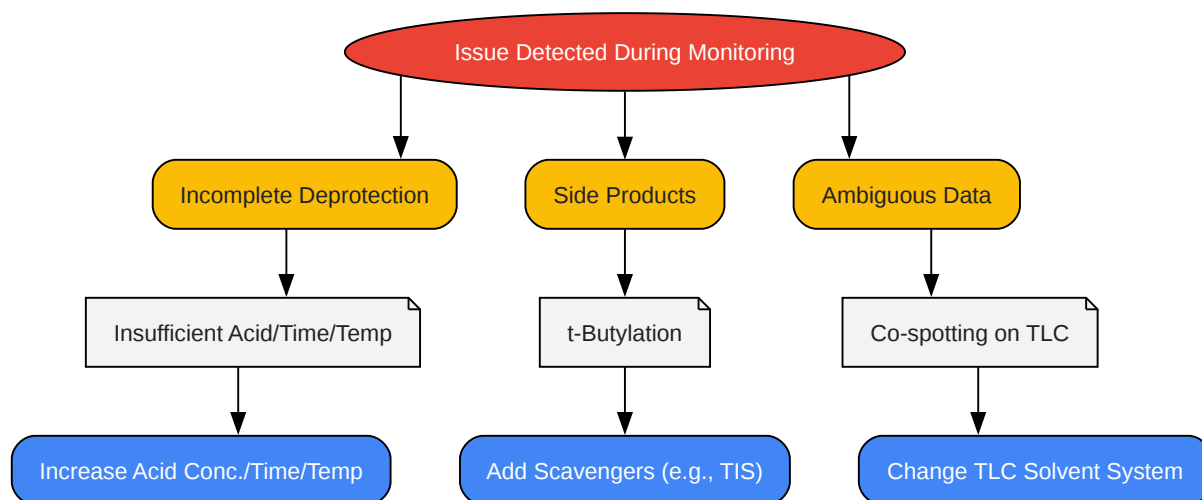 Issue Detected During Monitoring
Incomplete Deprotection
Side Products
Ambiguous Data
Insufficient Acid/Time/Temp
t-Butylation
Co-spotting on TLC
Increase Acid Conc./Time/Temp
Add Scavengers (e.g., TIS)
Change TLC Solvent System